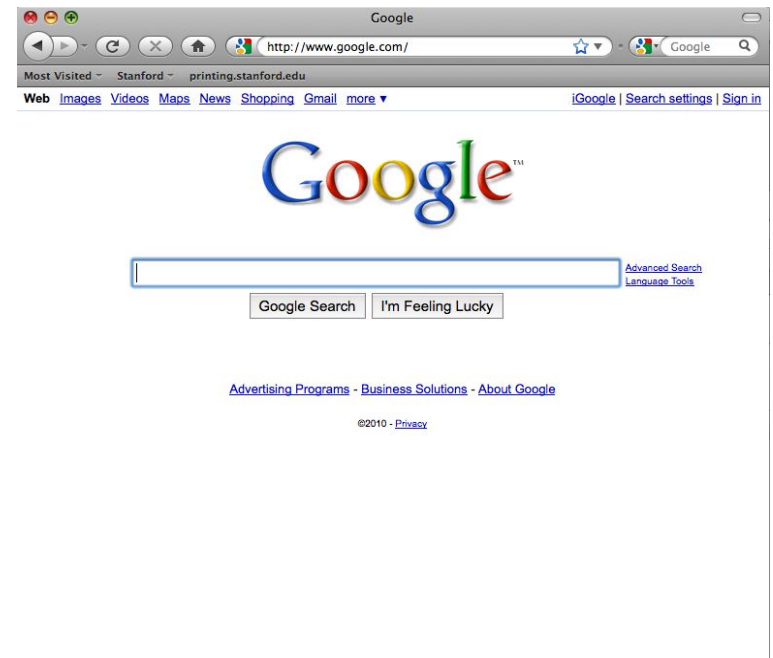 Google
http://www.google.com/ Google
Most Visited Stanford printing.stanford.edu
Web Images Videos Maps News Shopping Gmail more ▼ iGoogle | Search settings | Sign in
Google™
Advanced Search
Language Tools
Google Search I'm Feeling Lucky
Advertising Programs - Business Solutions - About Google
©2010 - Privacy